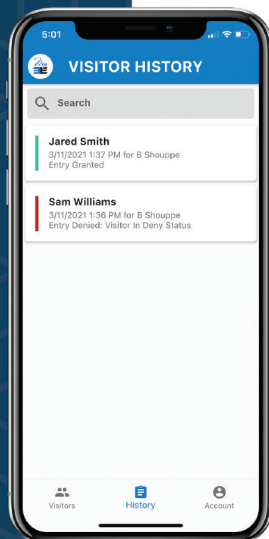 5:01
My
VISITOR HISTORY
Search
Jared Smith
3/11/2021 1:37 PM for B Shouppe
Entry Granted
Sam Williams
3/11/2021 1:36 PM for B Shouppe
Entry Denied: Visitor In Deny Status
Visitors
History
Account